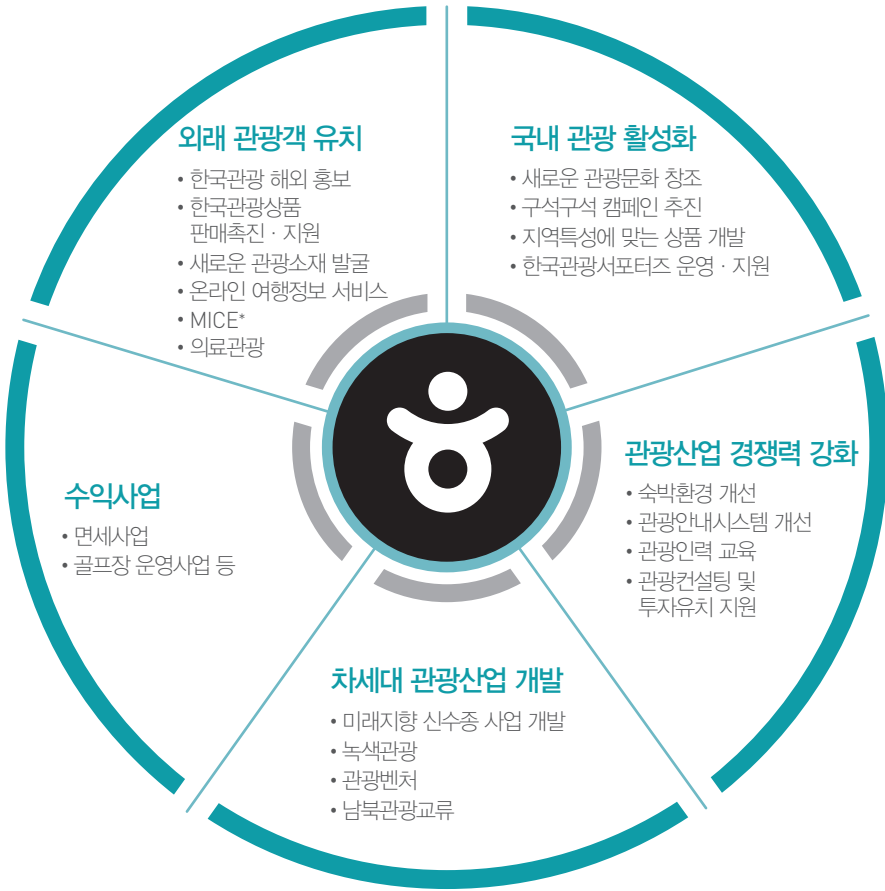 외래 관광객 유치
• 한국관광 해외 홍보
• 한국관광상품
판매촉진 · 지원
• 새로운 관광소재 발굴
• 온라인 여행정보 서비스
• MICE*
• 의료관광
국내 관광 활성화
• 새로운 관광문화 창조
• 구석구석 캠페인 추진
• 지역특성에 맞는 상품 개발
• 한국관광서포터즈 운영 · 지원
관광산업 경쟁력 강화
• 숙박환경 개선
• 관광안내시스템 개선
• 관광인력 교육
• 관광컨설팅 및
투자유치 지원
차세대 관광산업 개발
• 미래지향 신수종 사업 개발
• 녹색관광
• 관광벤처
• 남북관광교류
수익사업
• 면세사업
• 골프장 운영사업 등